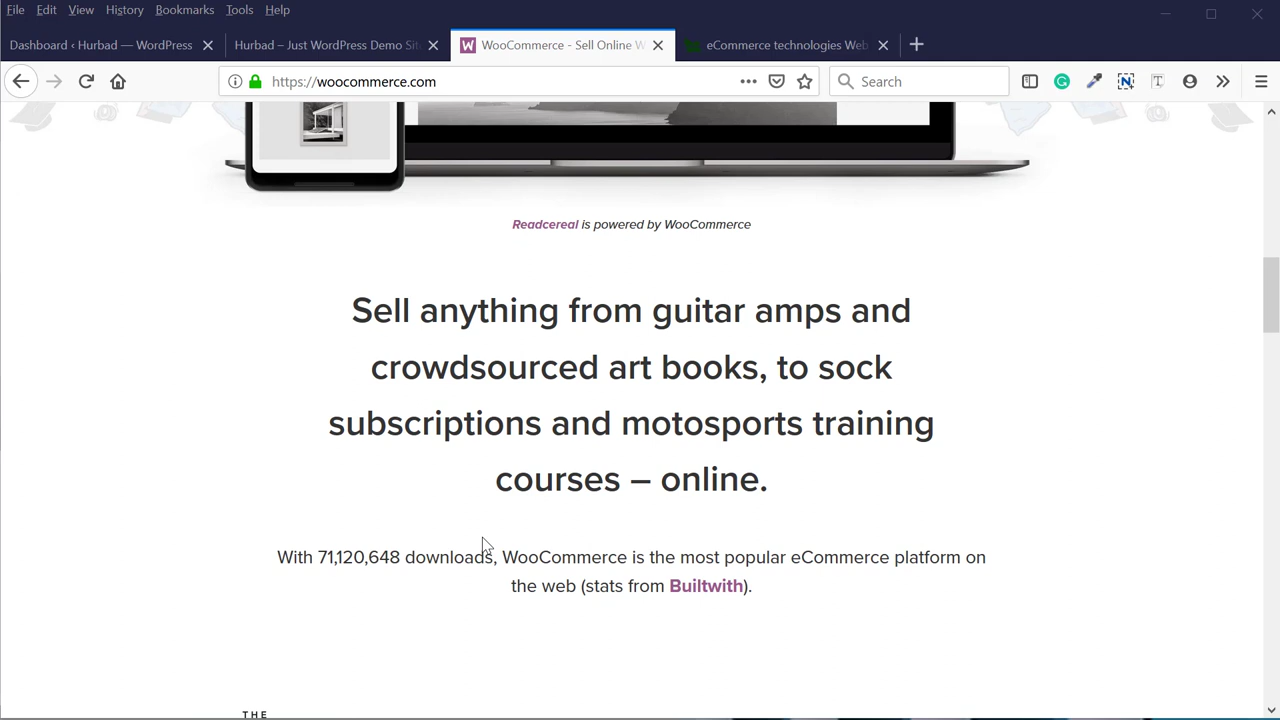 File Edit View History Bookmarks Tools Help
Dashboard ‹ Hurbad — WordPress
Hurbad – Just WordPress Demo Sit
WooCommerce - Sell Online W
eCommerce technologies Web
https://woocommerce.com
Search
Readcereal is powered by WooCommerce
Sell anything from guitar amps and
crowdsourced art books, to sock
subscriptions and motosports training
courses – online.
With 71,120,648 downloads, WooCommerce is the most popular eCommerce platform on
the web (stats from Builtwith).
THE